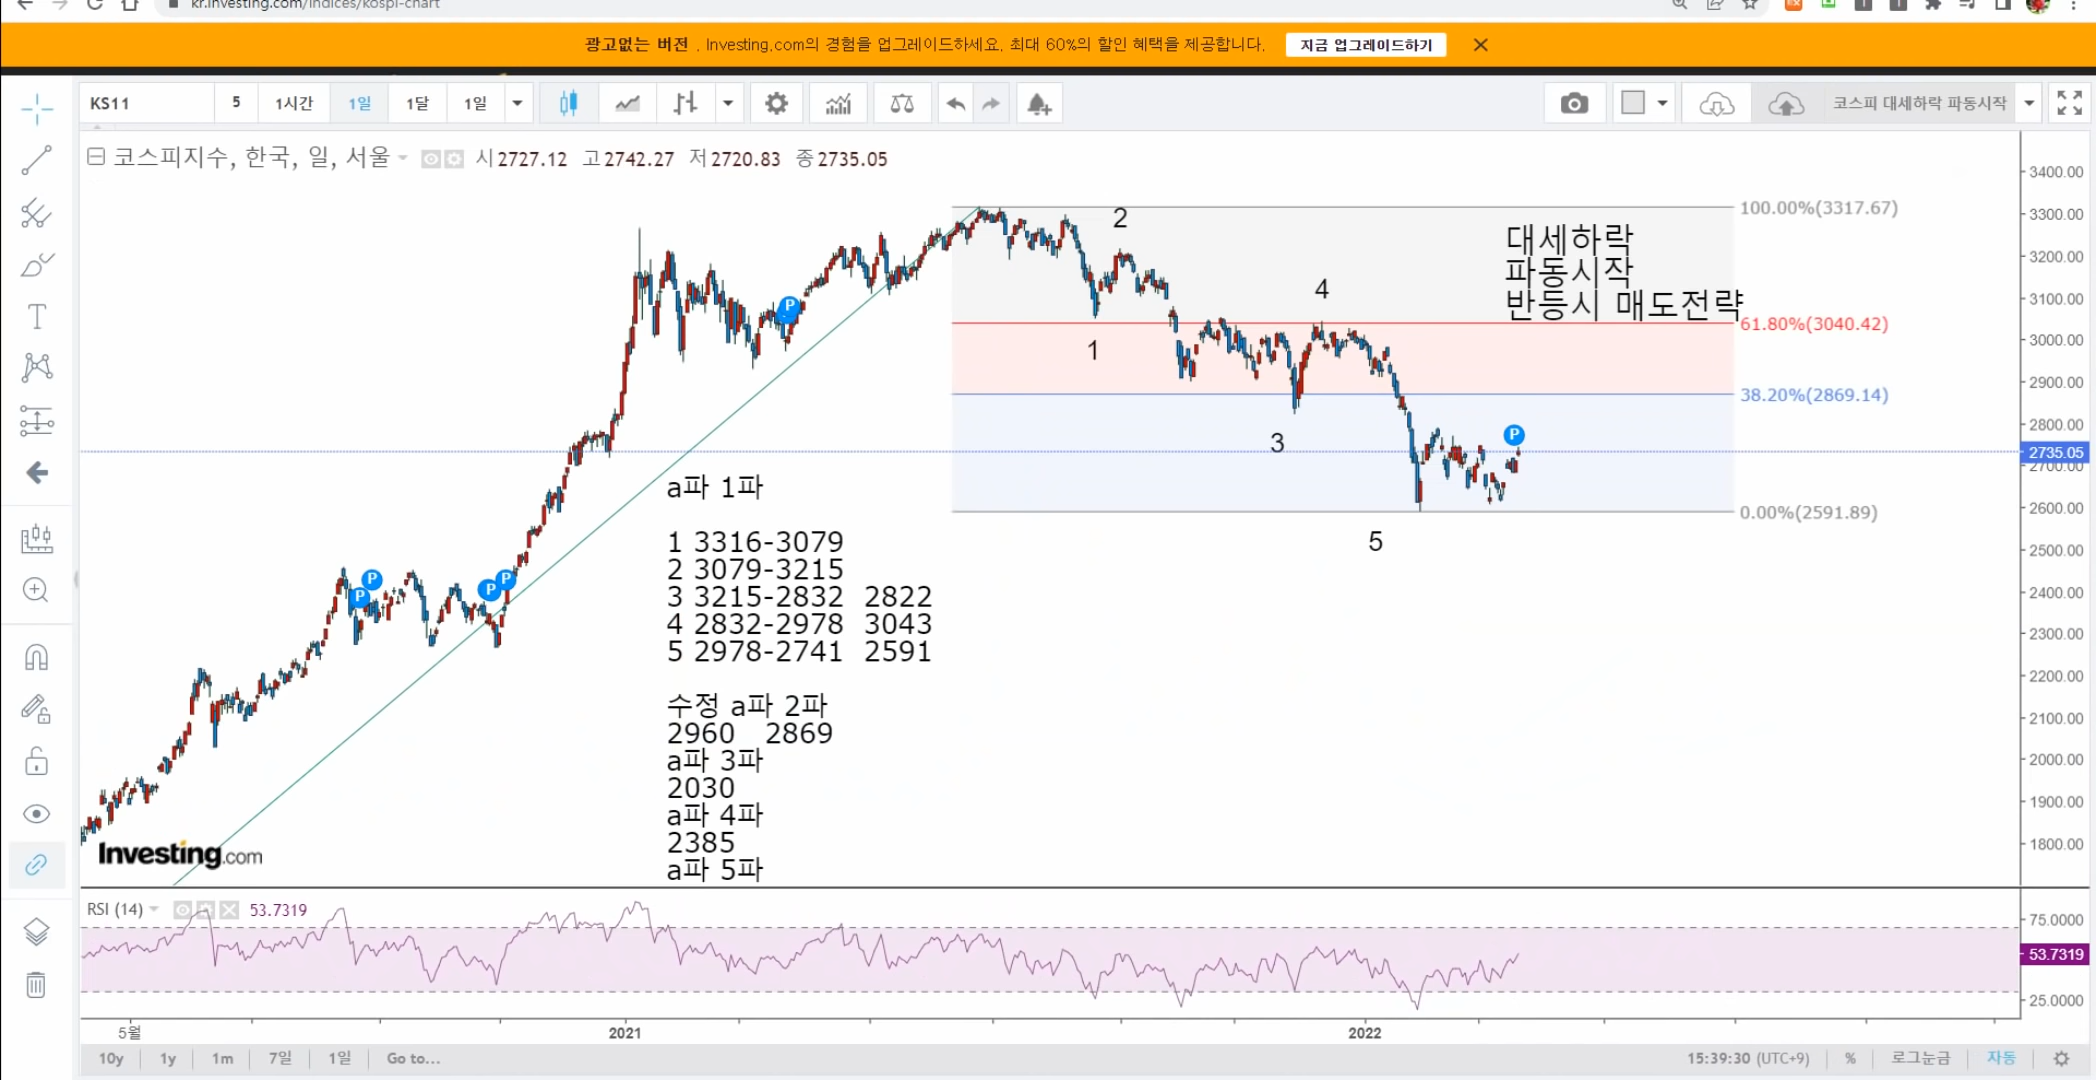 kr.investing.com/indices/kospi-chart
광고없는 버전 . Investing.com의 경험을 업그레이드하세요. 최대 60%의 할인 혜택을 제공합니다. 지금 업그레이드하기
KS11 5 1시간 1일 1달 1일 코스피 대세하락 파동시작
코스피지수, 한국, 일, 서울 시2727.12 고2742.27 저2720.83 종2735.05
3400.00
3300.00
3200.00
3100.00
3000.00
2900.00
2800.00
2735.05
2700.00
2600.00
2500.00
2400.00
2300.00
2200.00
2100.00
2000.00
1900.00
1800.00
100.00%(3317.67)
61.80%(3040.42)
38.20%(2869.14)
0.00%(2591.89)
대세하락
파동시작
반등시 매도전략
2
4
1
3
5
P
P
P
P
P
P
a파 1파
1 3316-3079
2 3079-3215
3 3215-2832 2822
4 2832-2978 3043
5 2978-2741 2591
수정 a파 2파
2960 2869
a파 3파
2030
a파 4파
2385
a파 5파
Investing.com
RSI (14) 53.7319
75.0000
53.7319
25.0000
5월 2021 2022
10y 1y 1m 7일 1일 Go to... 15:39:30 (UTC+9) % 로그눈금 자동